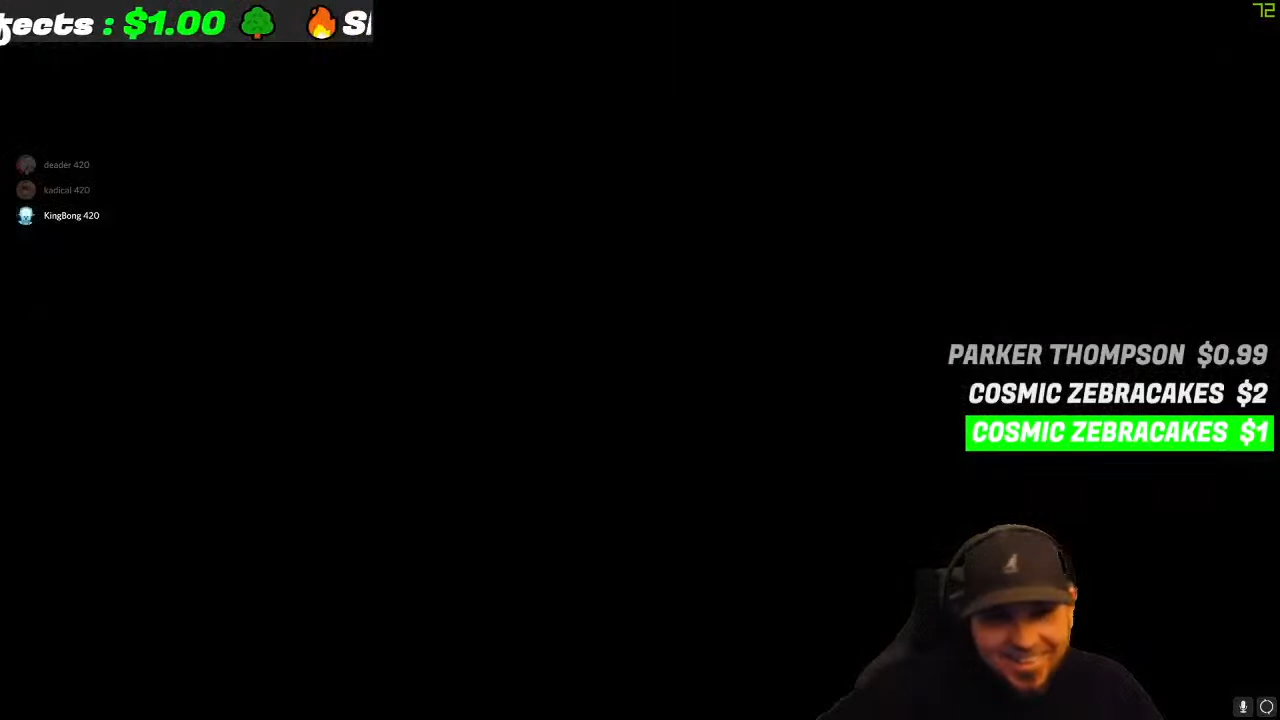 fects : $1.00
72
deader 420
kadical 420
KingBong 420
PARKER THOMPSON $0.99
COSMIC ZEBRACAKES $2
COSMIC ZEBRACAKES $1